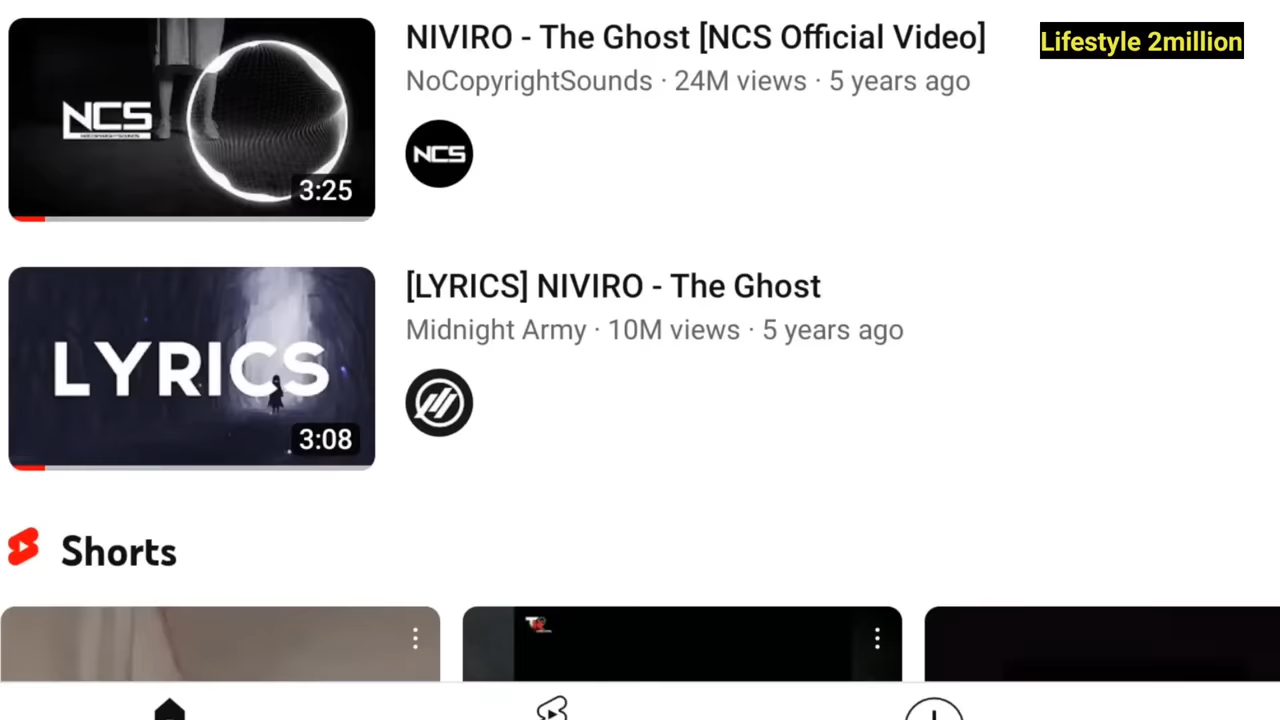 NIVIRO - The Ghost [NCS Official Video]
Lifestyle 2million
NoCopyrightSounds · 24M views · 5 years ago
NCS
NCS
3:25
[LYRICS] NIVIRO - The Ghost
Midnight Army · 10M views · 5 years ago
LYRICS
3:08
Shorts